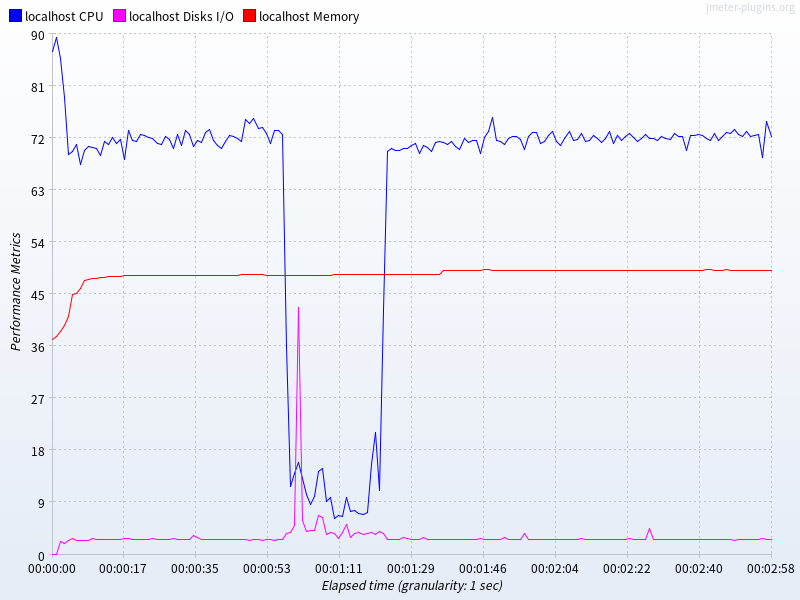 jmeter-plugins.org
localhost CPU localhost Disks I/O localhost Memory
90
81
72
63
54
45
36
27
18
9
0
Performance Metrics
00:00:00 00:00:17 00:00:35 00:00:53 00:01:11 00:01:29 00:01:46 00:02:04 00:02:22 00:02:40 00:02:58
Elapsed time (granularity: 1 sec)